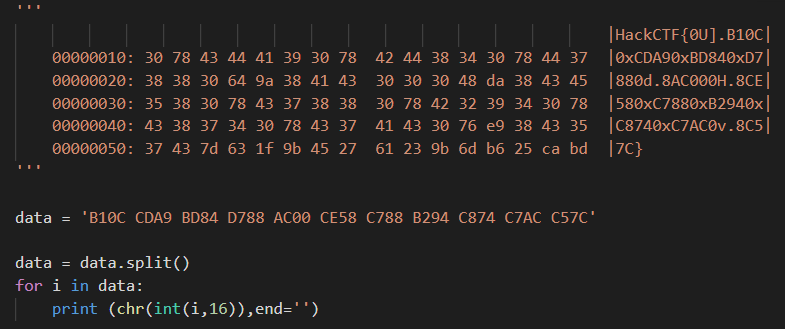 '''
|HackCTF{0U].B10C|
00000010: 30 78 43 44 41 39 30 78  42 44 38 34 30 78 44 37  |0xCDA90xBD840xD7|
00000020: 38 38 30 64 9a 38 41 43  30 30 30 48 da 38 43 45  |880d.8AC000H.8CE|
00000030: 35 38 30 78 43 37 38 38  30 78 42 32 39 34 30 78  |580xC7880xB2940x|
00000040: 43 38 37 34 30 78 43 37  41 43 30 76 e9 38 43 35  |C8740xC7AC0v.8C5|
00000050: 37 43 7d 63 1f 9b 45 27  61 23 9b 6d b6 25 ca bd  |7C}
'''
data = 'B10C CDA9 BD84 D788 AC00 CE58 C788 B294 C874 C7AC C57C'
data = data.split()
for i in data:
    print (chr(int(i,16)),end='')